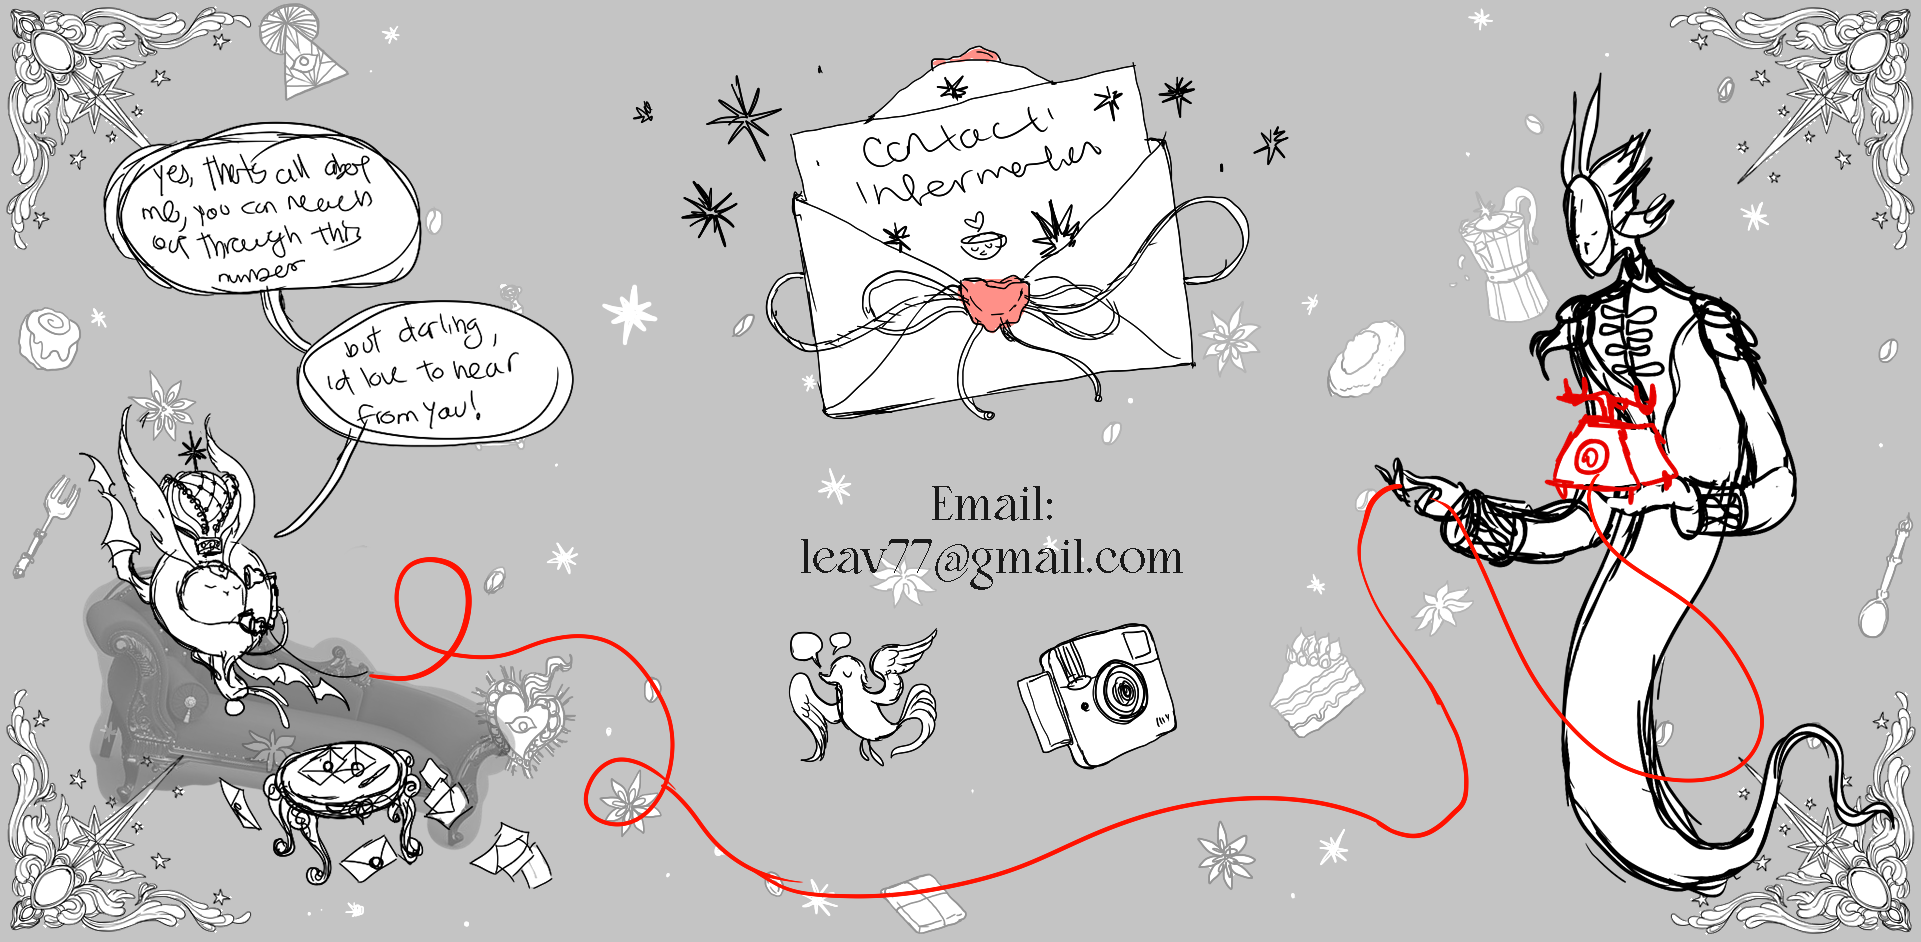 yes, that's all about
me, you can reach
out through this
number
but darling,
i'd love to hear
from you!
contact
information
Email:
leav77@gmail.com